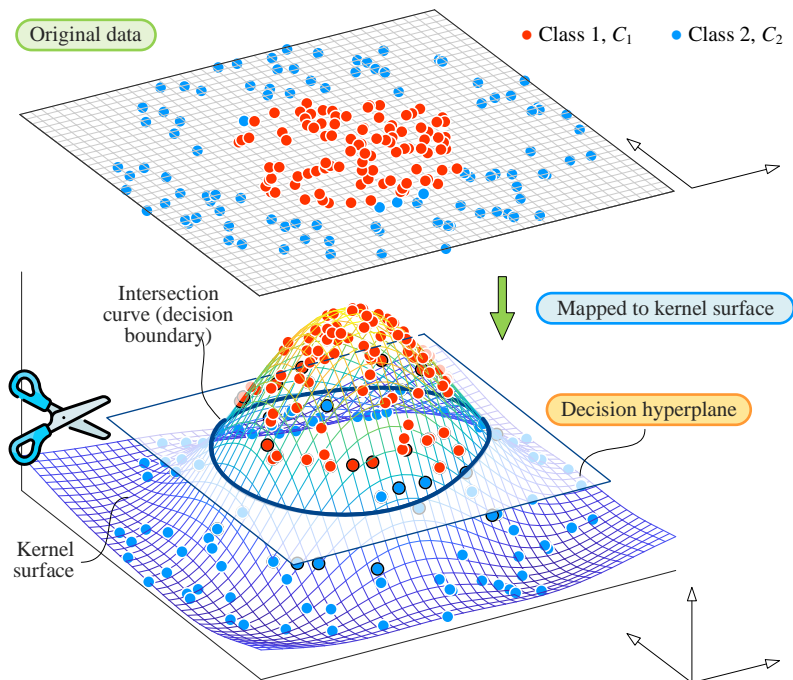 Original data
Class 1, C₁
Class 2, C₂
Intersection
curve (decision
boundary)
Mapped to kernel surface
Decision hyperplane
Kernel
surface